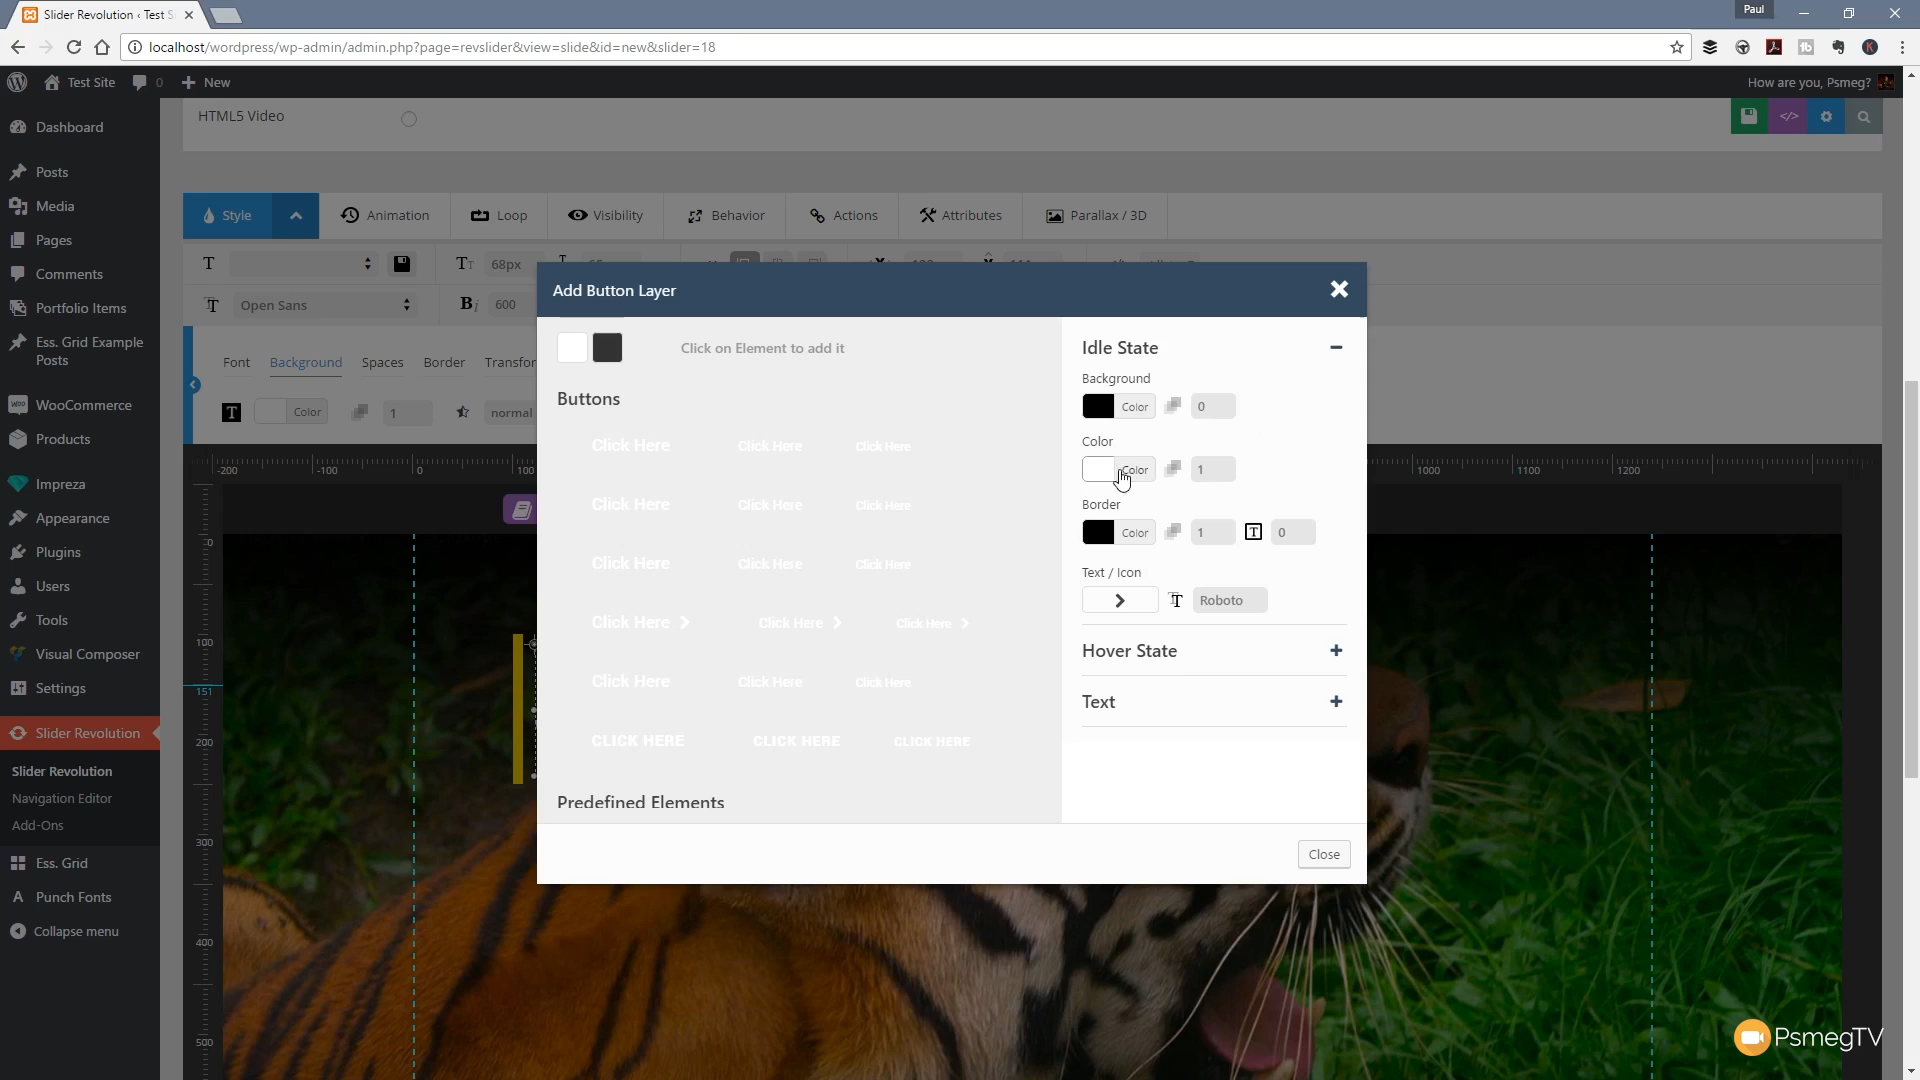 Slider Revolution ‹ Test S
Paul
localhost/wordpress/wp-admin/admin.php?page=revslider&view=slide&id=new&slider=18
Test Site
0
New
How are you, Psmeg?
Dashboard
Posts
Media
Pages
Comments
Portfolio Items
Ess. Grid Example
Posts
WooCommerce
Products
Impreza
Appearance
Plugins
Users
Tools
Visual Composer
Settings
Slider Revolution
Slider Revolution
Navigation Editor
Add-Ons
Ess. Grid
Punch Fonts
Collapse menu
HTML5 Video
Style
Animation
Loop
Visibility
Behavior
Actions
Attributes
Parallax / 3D
68px
Open Sans
600
Font
Background
Spaces
Border
Transfor
Color
1
normal
-200
-100
0
100
1000
1100
1200
0
100
151
200
300
400
500
Add Button Layer
Click on Element to add it
Buttons
Click Here Click Here Click Here
Click Here Click Here Click Here
Click Here Click Here Click Here
Click Here Click Here Click Here
Click Here Click Here Click Here
CLICK HERE CLICK HERE CLICK HERE
Predefined Elements
Idle State
Background
Color 0
Color
Color 1
Border
Color 1 0
Text / Icon
Roboto
Hover State
Text
Close
PsmegTV